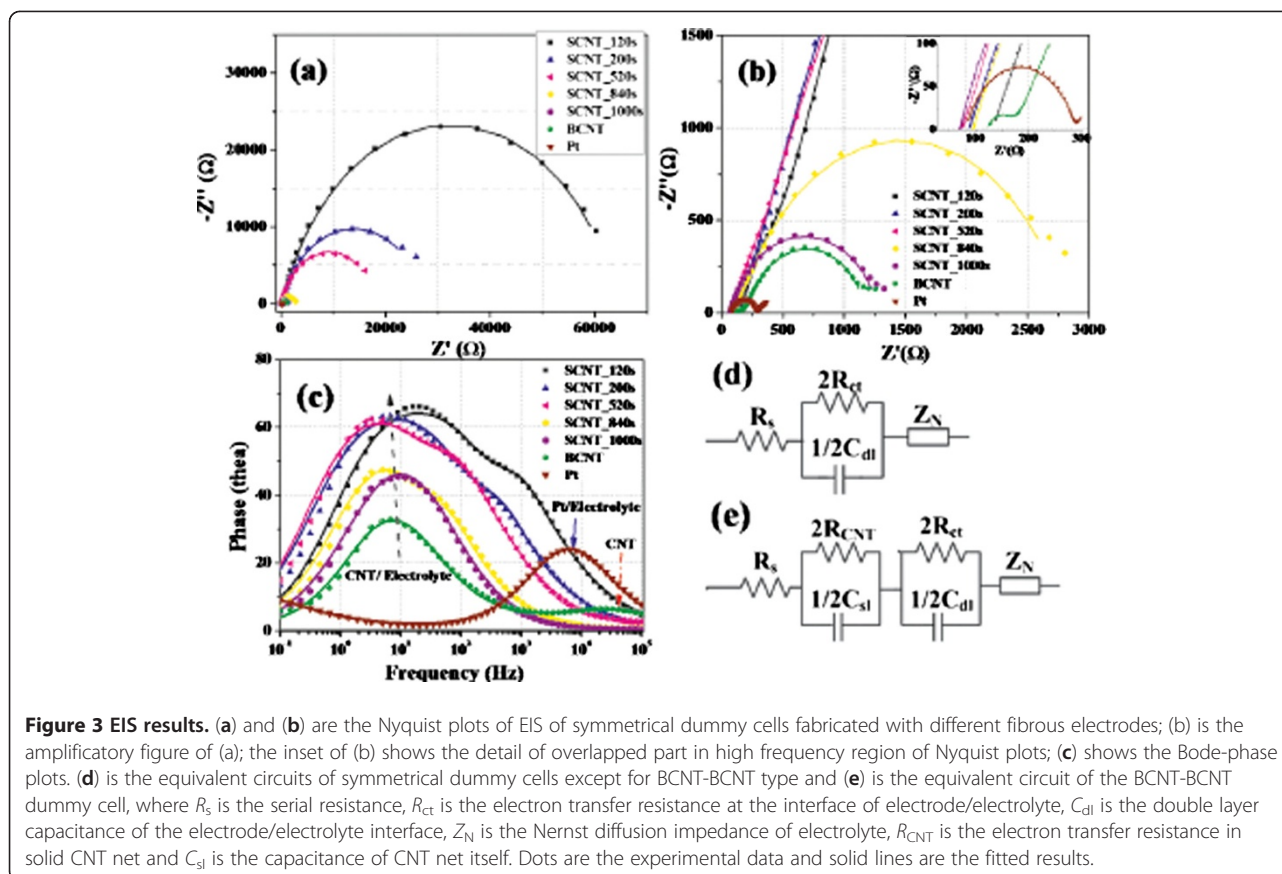 (a)
SCNT_120s
SCNT_200s
SCNT_520s
SCNT_840s
SCNT_1000s
BCNT
Pt
30000
20000
10000
0
-Z'' (Ω)
0 20000 40000 60000
Z' (Ω)
(b)
1500
1000
500
0
-Z'' (Ω)
100
50
0
-Z''(Ω)
100 200 300
Z'(Ω)
SCNT_120s
SCNT_200s
SCNT_520s
SCNT_840s
SCNT_1000s
BCNT
Pt
0 500 1000 1500 2000 2500 3000
Z'(Ω)
(c)
80
60
40
20
0
Phase (thea)
SCNT_120s
SCNT_200s
SCNT_520s
SCNT_840s
SCNT_1000s
BCNT
Pt
Pt/Electrolyte
CNT
CNT/ Electrolyte
Frequency (Hz)
(d)
2Rct
Rs
ZN
1/2Cdl
(e)
2RCNT 2Rct
Rs
ZN
1/2Csl 1/2Cdl
Figure 3 EIS results. (a) and (b) are the Nyquist plots of EIS of symmetrical dummy cells fabricated with different fibrous electrodes; (b) is the
amplificatory figure of (a); the inset of (b) shows the detail of overlapped part in high frequency region of Nyquist plots; (c) shows the Bode-phase
plots. (d) is the equivalent circuits of symmetrical dummy cells except for BCNT-BCNT type and (e) is the equivalent circuit of the BCNT-BCNT
dummy cell, where Rs is the serial resistance, Rct is the electron transfer resistance at the interface of electrode/electrolyte, Cdl is the double layer
capacitance of the electrode/electrolyte interface, ZN is the Nernst diffusion impedance of electrolyte, RCNT is the electron transfer resistance in
solid CNT net and Csl is the capacitance of CNT net itself. Dots are the experimental data and solid lines are the fitted results.